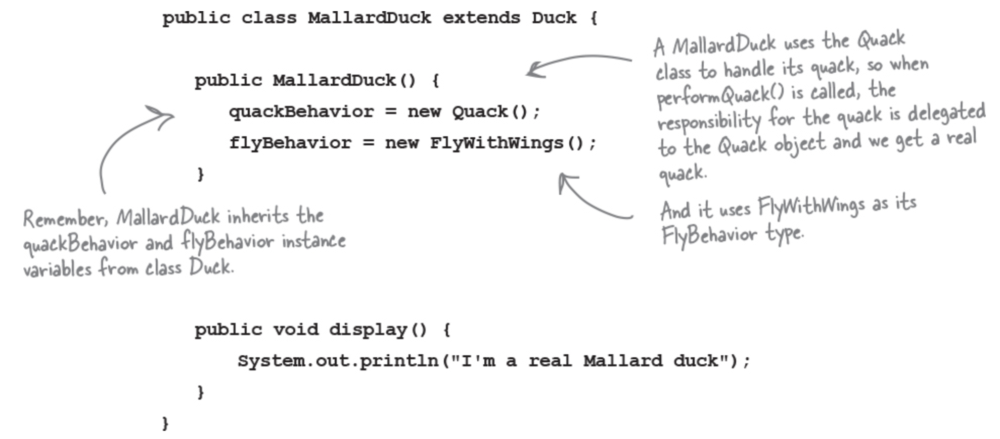 public class MallardDuck extends Duck {
public MallardDuck() {
quackBehavior = new Quack();
flyBehavior = new FlyWithWings();
}
A MallardDuck uses the Quack
class to handle its quack, so when
performQuack() is called, the
responsibility for the quack is delegated
to the Quack object and we get a real
quack.
And it uses FlyWithWings as its
FlyBehavior type.
Remember, MallardDuck inherits the
quackBehavior and flyBehavior instance
variables from class Duck.
public void display() {
System.out.println("I'm a real Mallard duck");
}
}